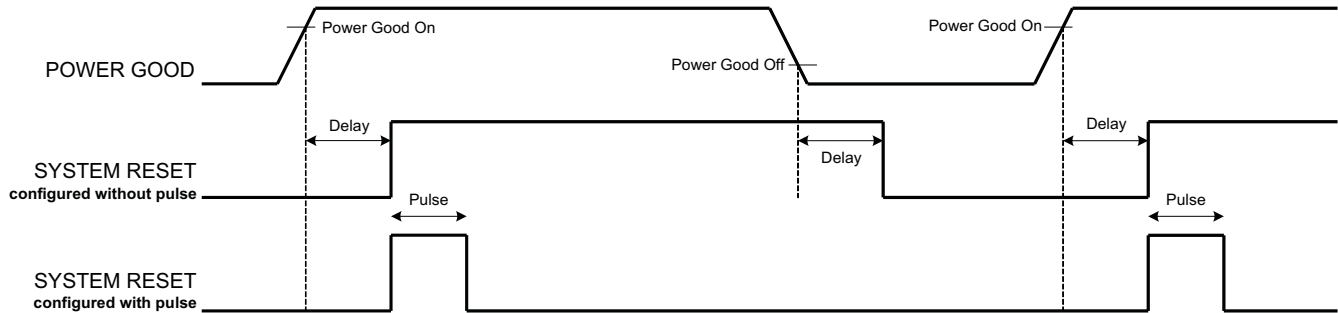 Power Good On
Power Good On
POWER GOOD
Power Good Off
Delay
Delay
Delay
SYSTEM RESET
configured without pulse
Pulse
Pulse
SYSTEM RESET
configured with pulse